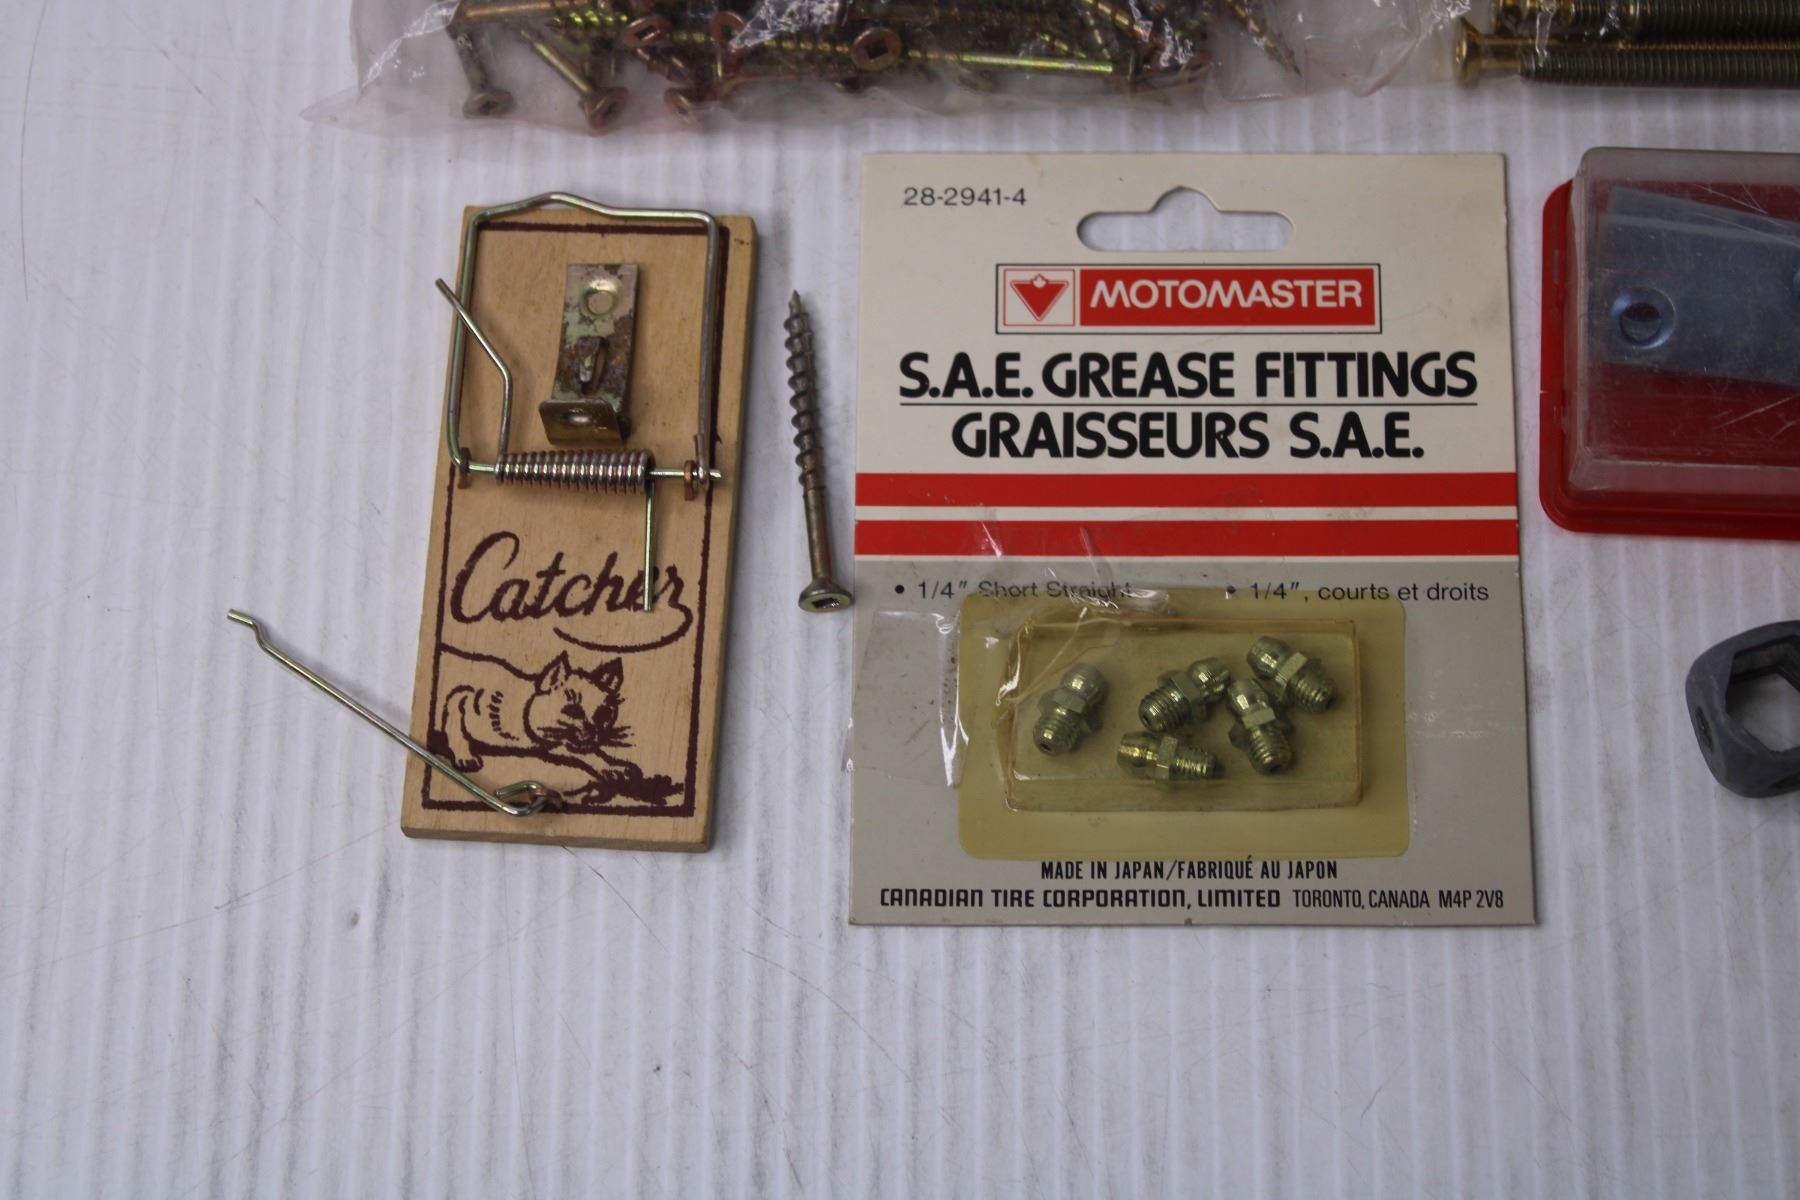 28-2941-4
MOTOMASTER
S.A.E. GREASE FITTINGS
GRAISSEURS S.A.E.
• 1/4" Short Straight
• 1/4", courts et droits
MADE IN JAPAN/FABRIQUÉ AU JAPON
CANADIAN TIRE CORPORATION, LIMITED TORONTO, CANADA M4P 2V8
Catcher